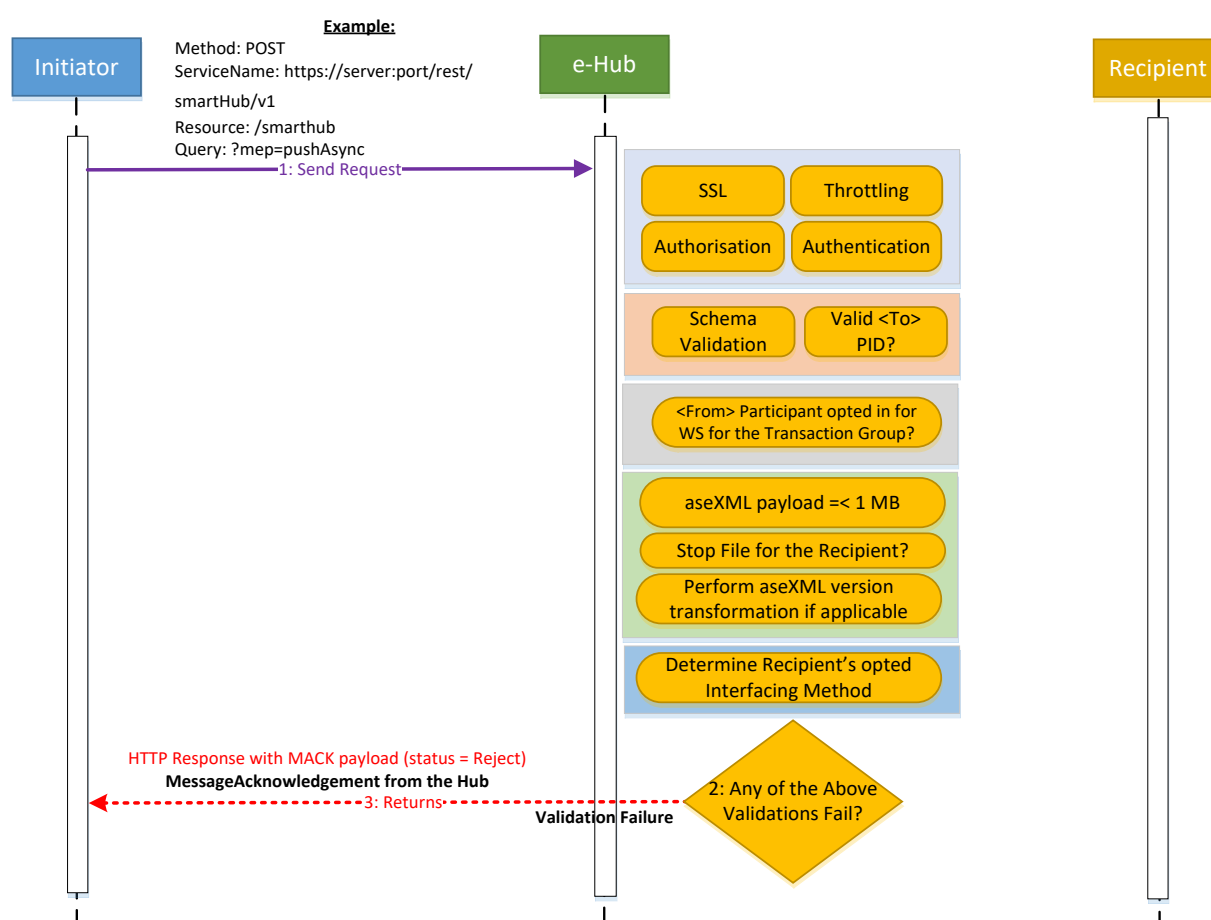 Example:
Initiator
Method: POST
ServiceName: https://server:port/rest/
smartHub/v1
Resource: /smarthub
Query: ?mep=pushAsync
e-Hub
Recipient
1: Send Request
SSL
Throttling
Authorisation
Authentication
Schema
Validation
Valid <To>
PID?
<From> Participant opted in for
WS for the Transaction Group?
aseXML payload =< 1 MB
Stop File for the Recipient?
Perform aseXML version
transformation if applicable
Determine Recipient's opted
Interfacing Method
HTTP Response with MACK payload (status = Reject)
MessageAcknowledgement from the Hub
3: Returns
Validation Failure
2: Any of the Above
Validations Fail?